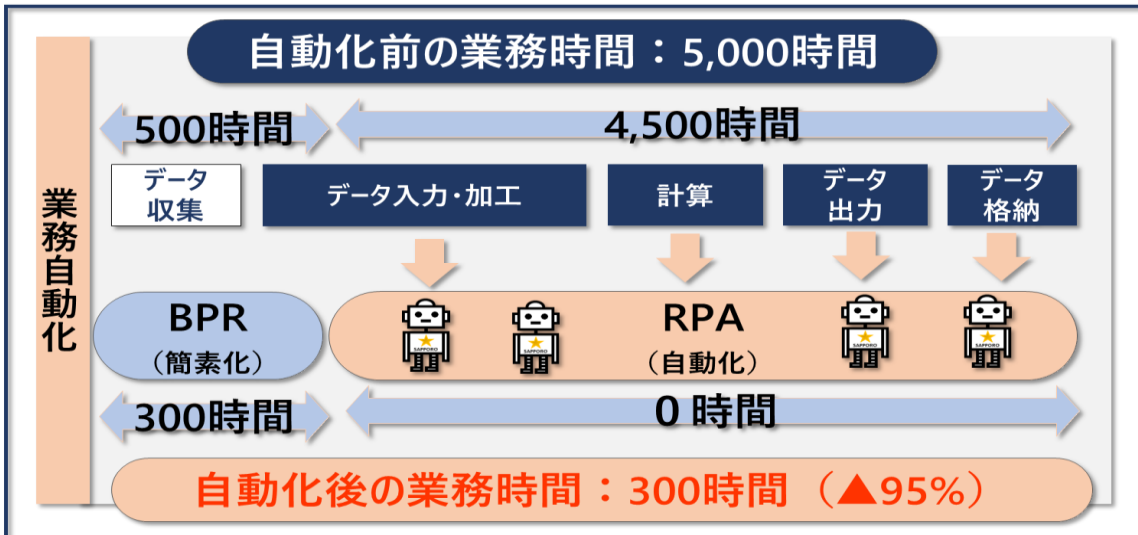 自動化前の業務時間：5,000時間
500時間
4,500時間
業務自動化
データ
収集
データ入力・加工
計算
データ
出力
データ
格納
BPR
（簡素化）
RPA
（自動化）
SAPPORO
SAPPORO
SAPPORO
SAPPORO
300時間
0 時間
自動化後の業務時間：300時間（▲95%）